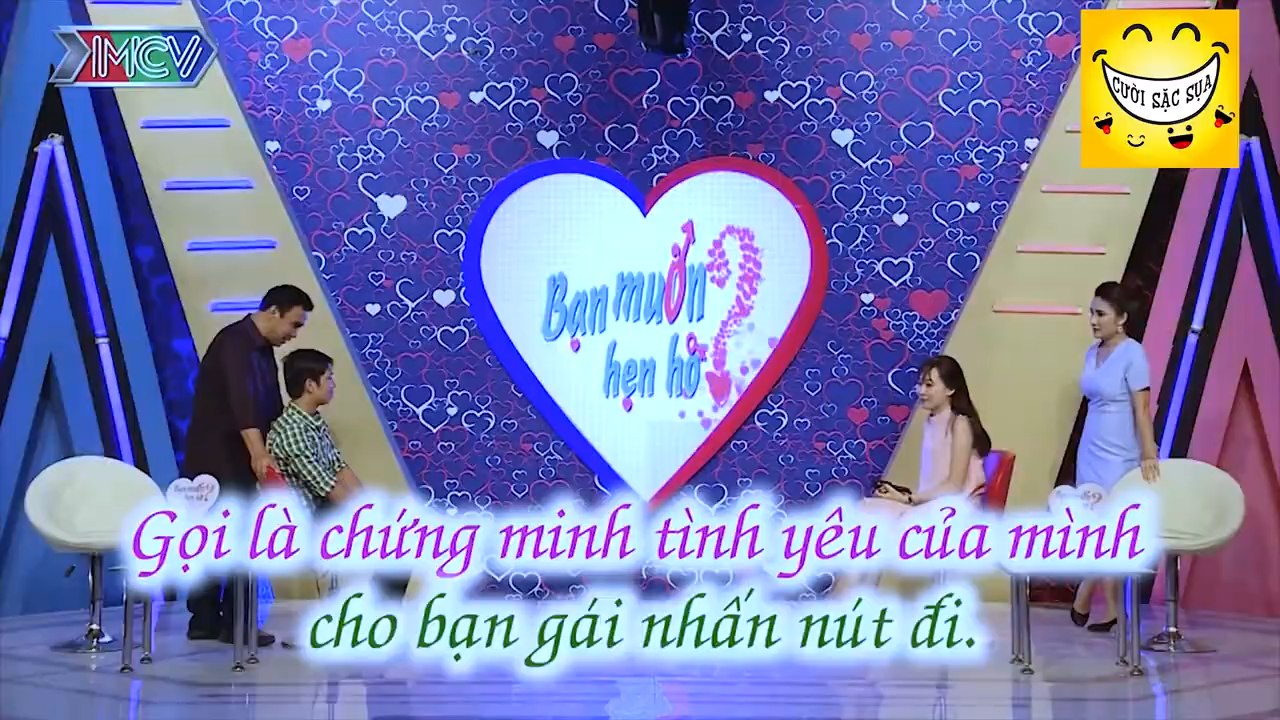 MCV
CƯỜI SẶC SỤA
Bạn muốn
hẹn hò
Gọi là chứng minh tình yêu của mình
cho bạn gái nhấn nút đi.